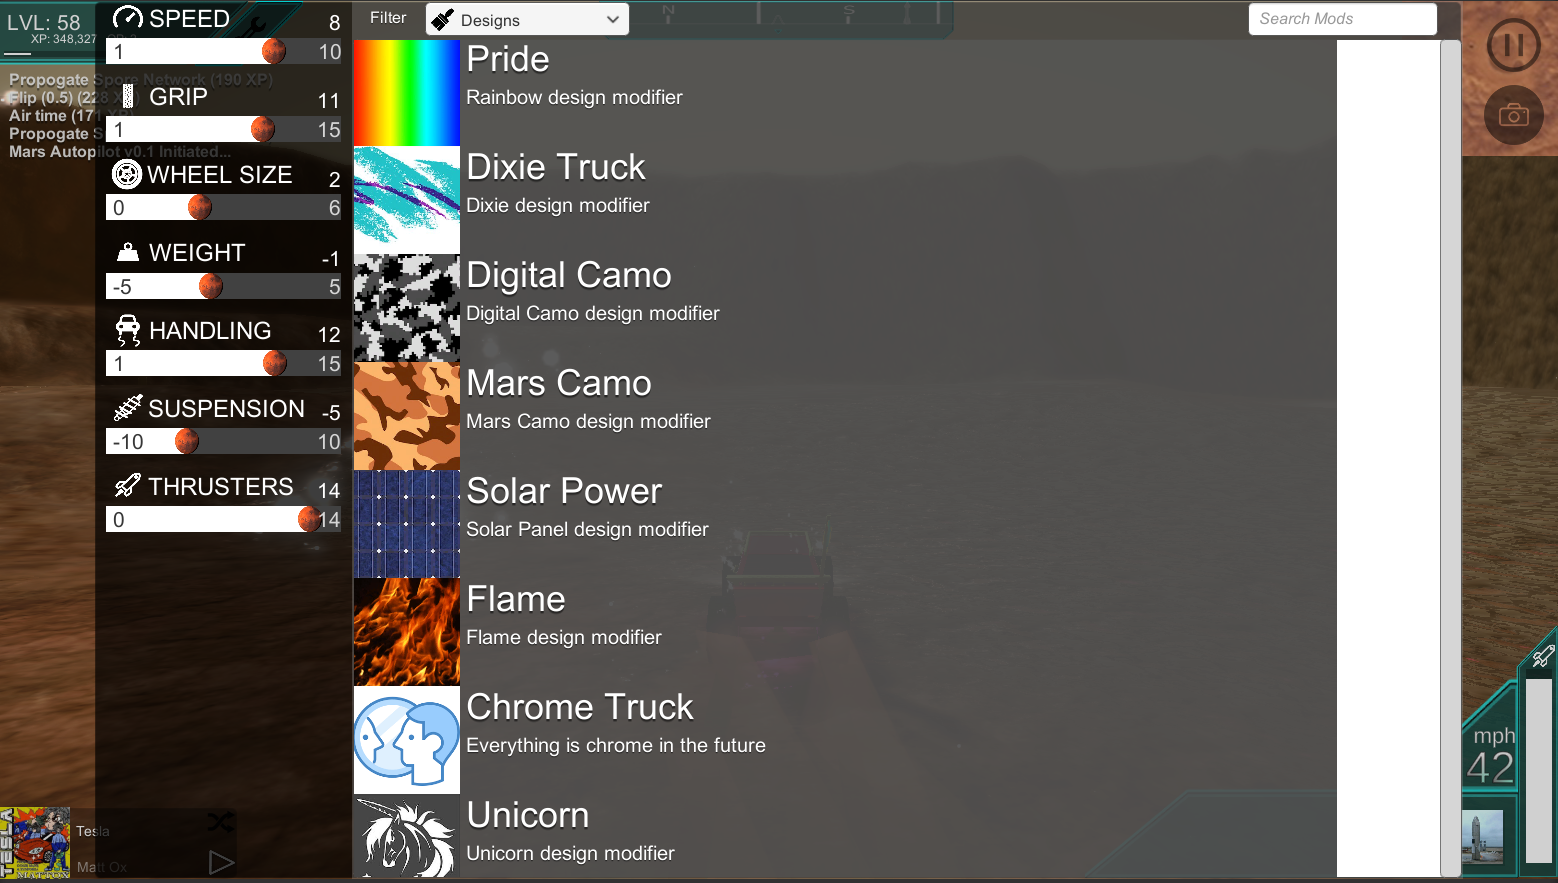 LVL: 58
XP: 348,327
SPEED 8
1 10
GRIP 11
1 15
WHEEL SIZE 2
0 6
WEIGHT -1
-5 5
HANDLING 12
1 15
SUSPENSION -5
-10 10
THRUSTERS 14
0 14
Propogate Spore Network (190 XP)
Flip (0.5) (228 XP)
Air time (171 XP)
Propogate S
Mars Autopilot v0.1 Initiated...
Filter Designs
Search Mods
N S
Pride
Rainbow design modifier
Dixie Truck
Dixie design modifier
Digital Camo
Digital Camo design modifier
Mars Camo
Mars Camo design modifier
Solar Power
Solar Panel design modifier
Flame
Flame design modifier
Chrome Truck
Everything is chrome in the future
Unicorn
Unicorn design modifier
mph
42
TESLA
Tesla
Matt Ox